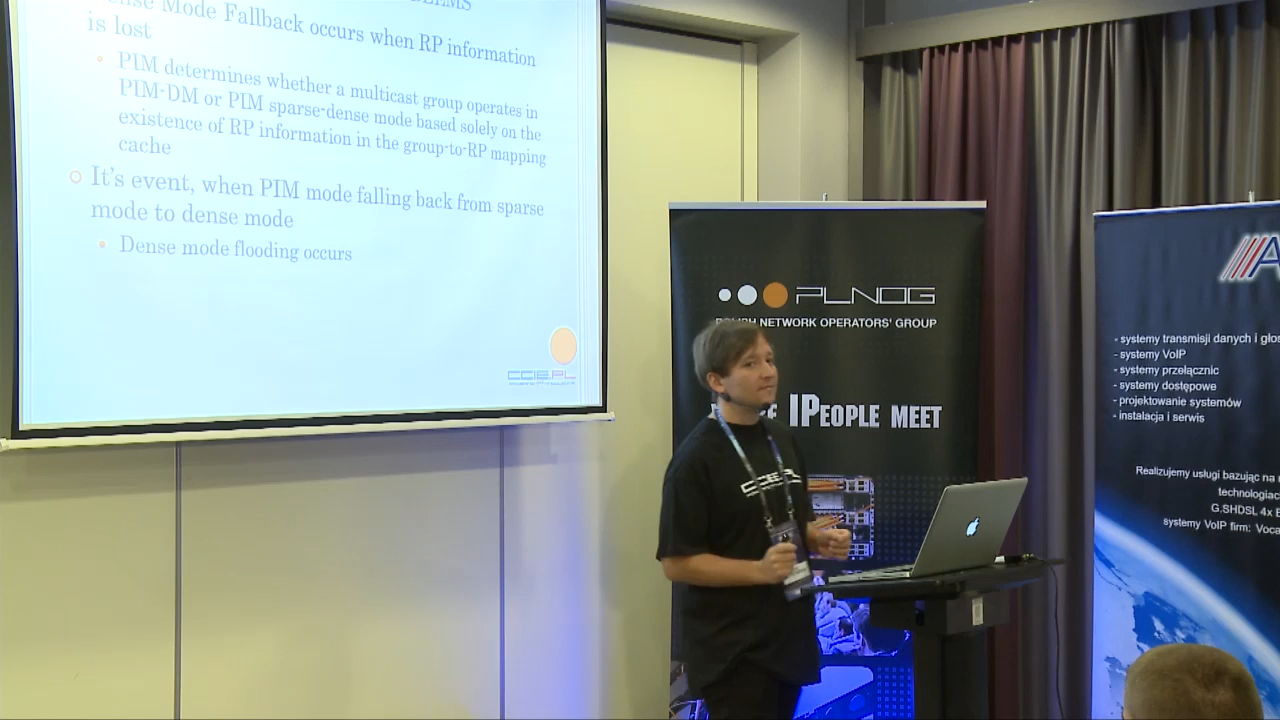 Mode Fallback occurs when RP information
is lost
PIM determines whether a multicast group operates in
PIM-DM or PIM sparse-dense mode based solely on the
existence of RP information in the group-to-RP mapping
cache
It's event, when PIM mode falling back from sparse
mode to dense mode
Dense mode flooding occurs
CCIE.PL
PLNOG
POLISH NETWORK OPERATORS' GROUP
IPEOPLE MEET
CCIE.PL
- systemy transmisji danych i
- systemy VoIP
- systemy przełącznic
- systemy dostępowe
- projektowanie systemów
- instalacja i serwis
Realizujemy usługi bazując na
G.SHDSL 4x
systemy VoIP firm: